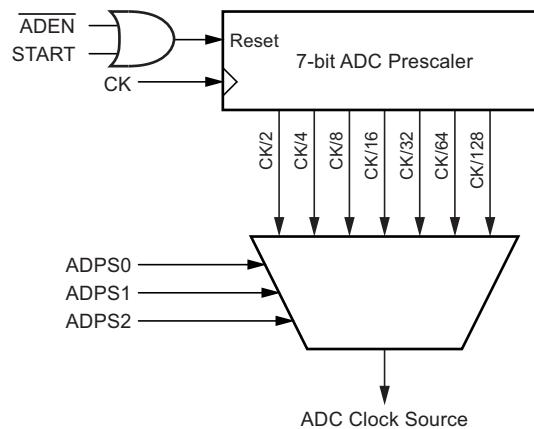 ADEN
START
Reset
7-bit ADC Prescaler
CK
CK/2
CK/4
CK/8
CK/16
CK/32
CK/64
CK/128
ADPS0
ADPS1
ADPS2
ADC Clock Source